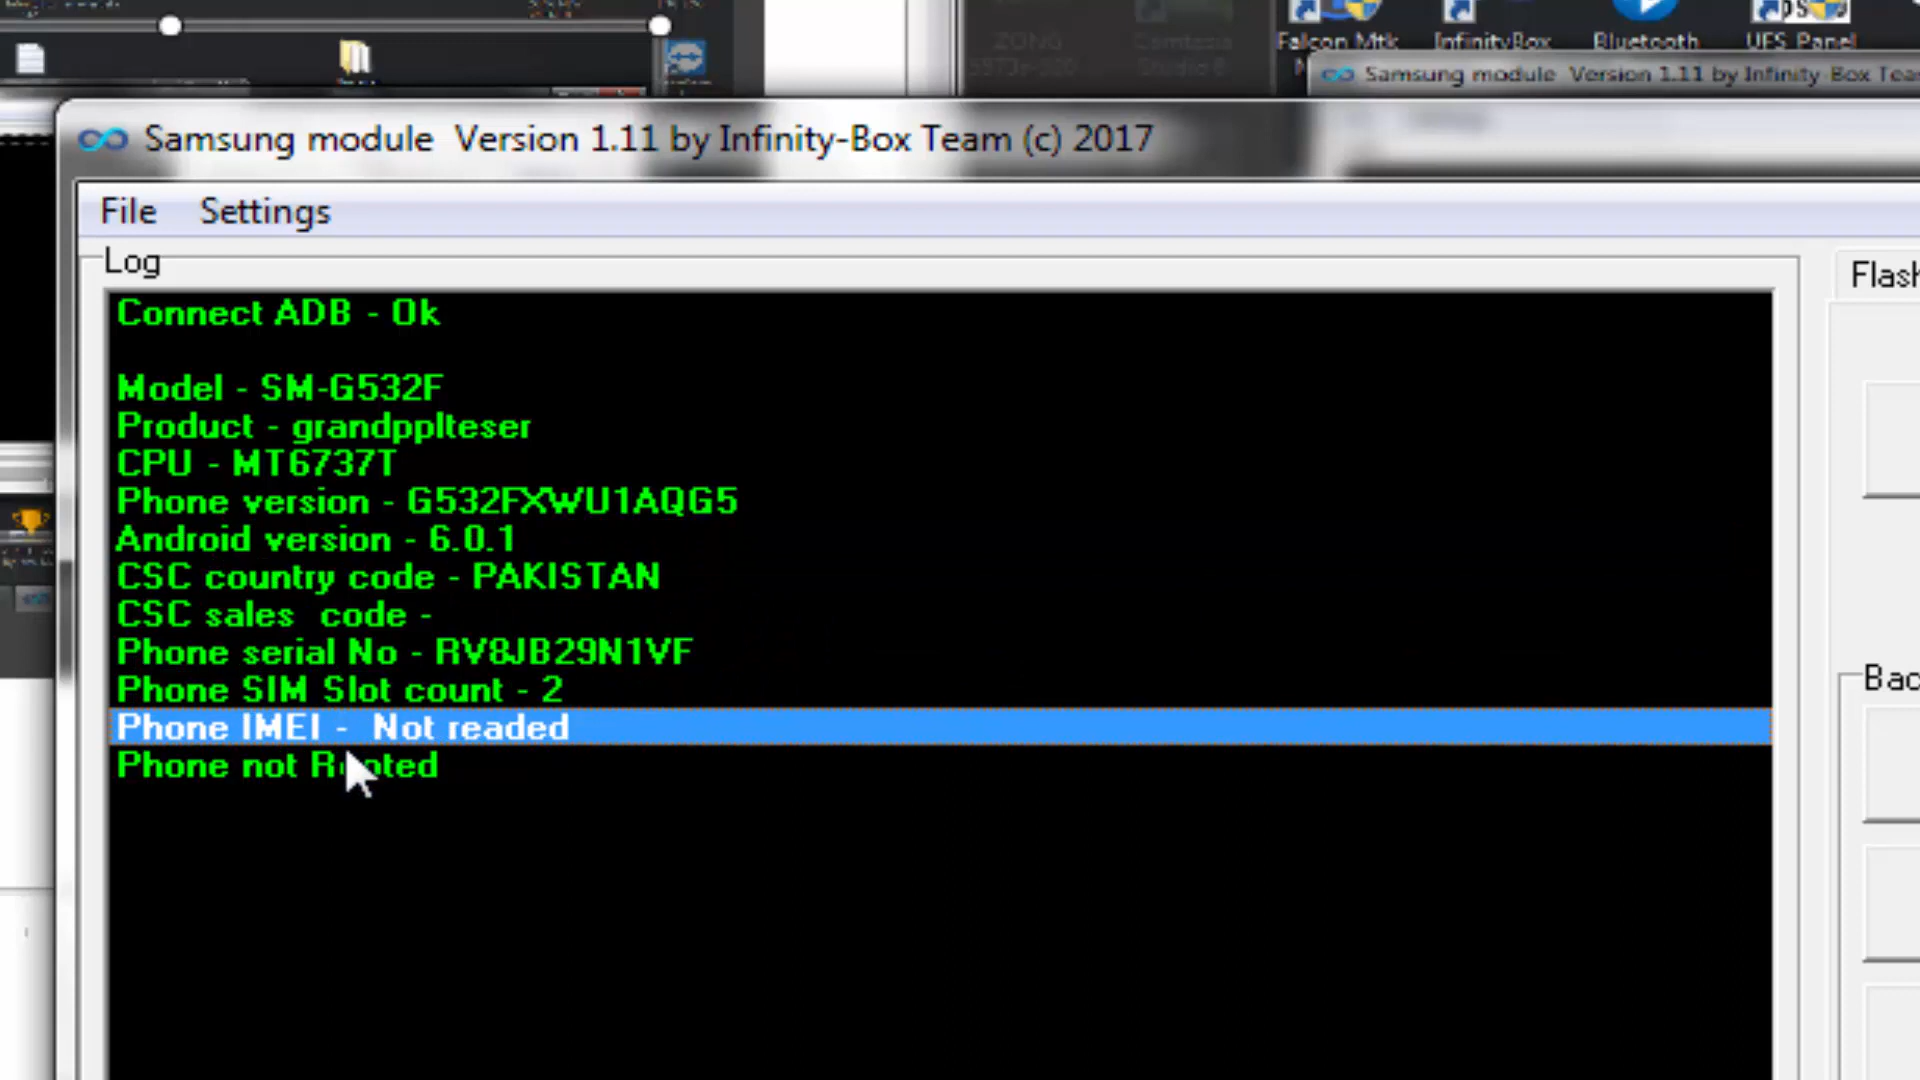 Falcon Mtk
InfinityBox
Bluetooth
UFS Panel
Samsung module Version 1.11 by Infinity-Box Tea
Samsung module Version 1.11 by Infinity-Box Team (c) 2017
File Settings
Log
Flash
Connect ADB - Ok
Model - SM-G532F
Product - grandpplteser
CPU - MT6737T
Phone version - G532FXWU1AQG5
Android version - 6.0.1
CSC country code - PAKISTAN
CSC sales code -
Phone serial No - RV8JB29N1VF
Phone SIM Slot count - 2
Bac
Phone IMEI - Not readed
Phone not Rooted